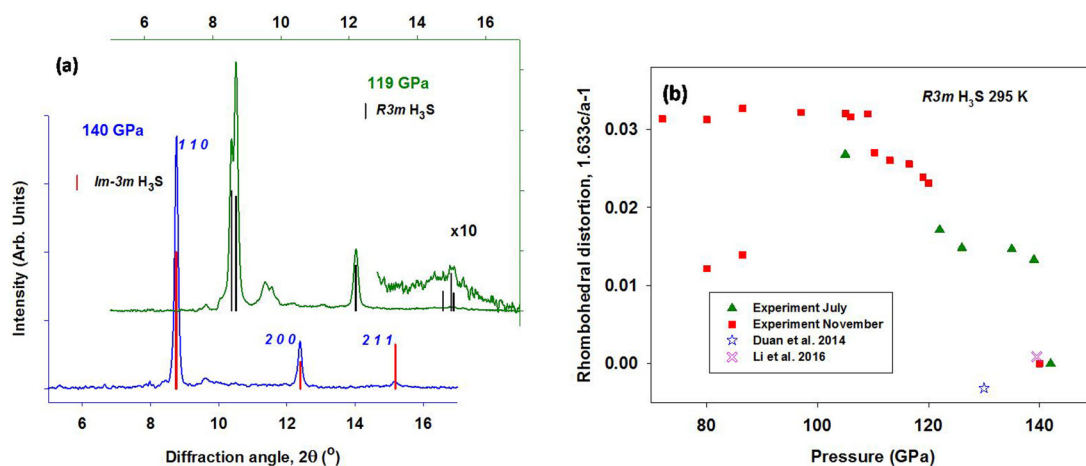 6 8 10 12 14 16
(a)
119 GPa
R3m H3S
140 GPa
1 1 0
Im-3m H3S
x10
2 0 0
2 1 1
Intensity (Arb. Units)
6 8 10 12 14 16
Diffraction angle, 2θ (°)
(b)
R3m H3S 295 K
Rhombohedral distortion, 1.633c/a-1
0.03
0.02
0.01
0.00
Experiment July
Experiment November
Duan et al. 2014
Li et al. 2016
80 100 120 140
Pressure (GPa)